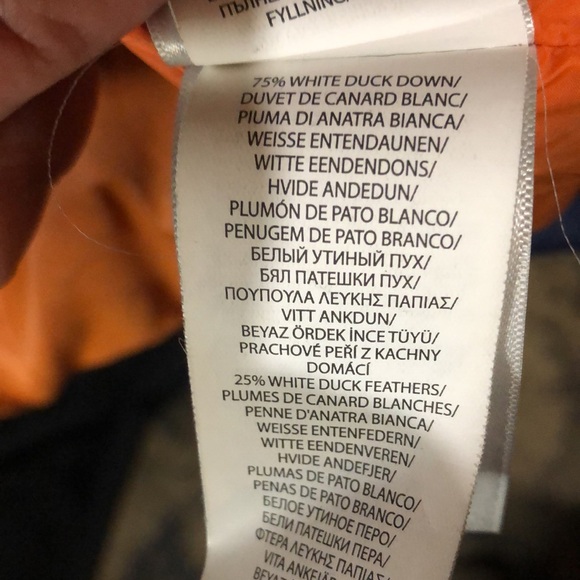 FYLLNING/
75% WHITE DUCK DOWN/
DUVET DE CANARD BLANC/
PIUMA DI ANATRA BIANCA/
WEISSE ENTENDAUNEN/
WITTE EENDENDONS/
HVIDE ANDEDUN/
PLUMÓN DE PATO BLANCO/
PENUGEM DE PATO BRANCO/
БЕЛЫЙ УТИНЫЙ ПУХ/
БЯЛ ПАТЕШКИ ПУХ/
ΠΟΥΠΟΥΛΑ ΛΕΥΚΗΣ ΠΑΠΙΑΣ/
VITT ANKDUN/
BEYAZ ÖRDEK İNCE TÜYÜ/
PRACHOVÉ PEŘÍ Z KACHNY
DOMÁCÍ
25% WHITE DUCK FEATHERS/
PLUMES DE CANARD BLANCHES/
PENNE D'ANATRA BIANCA/
WEISSE ENTENFEDERN/
WITTE EENDENVEREN/
HVIDE ANDEFJER/
PLUMAS DE PATO BLANCO/
PENAS DE PATO BRANCO/
БЕЛОЕ УТИНОЕ ПЕРО/
БЕЛИ ПАТЕШКИ ПЕРА/
ΦΤΕΡΑ ΛΕΥΚΗΣ ΠΑΠΙΑΣ/
VITA